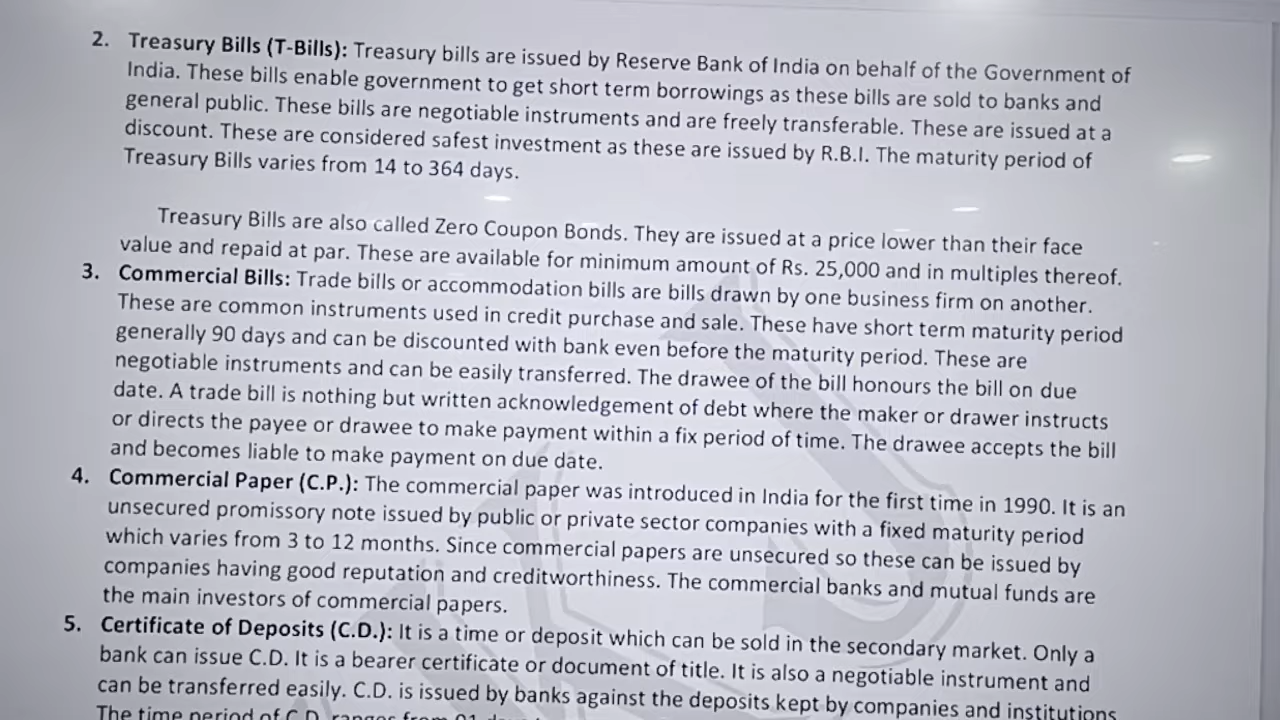 2. Treasury Bills (T-Bills): Treasury bills are issued by Reserve Bank of India on behalf of the Government of
India. These bills enable government to get short term borrowings as these bills are sold to banks and
general public. These bills are negotiable instruments and are freely transferable. These are issued at a
discount. These are considered safest investment as these are issued by R.B.I. The maturity period of
Treasury Bills varies from 14 to 364 days.
Treasury Bills are also called Zero Coupon Bonds. They are issued at a price lower than their face
value and repaid at par. These are available for minimum amount of Rs. 25,000 and in multiples thereof.
3. Commercial Bills: Trade bills or accommodation bills are bills drawn by one business firm on another.
These are common instruments used in credit purchase and sale. These have short term maturity period
generally 90 days and can be discounted with bank even before the maturity period. These are
negotiable instruments and can be easily transferred. The drawee of the bill honours the bill on due
date. A trade bill is nothing but written acknowledgement of debt where the maker or drawer instructs
or directs the payee or drawee to make payment within a fix period of time. The drawee accepts the bill
and becomes liable to make payment on due date.
4. Commercial Paper (C.P.): The commercial paper was introduced in India for the first time in 1990. It is an
unsecured promissory note issued by public or private sector companies with a fixed maturity period
which varies from 3 to 12 months. Since commercial papers are unsecured so these can be issued by
companies having good reputation and creditworthiness. The commercial banks and mutual funds are
the main investors of commercial papers.
5. Certificate of Deposits (C.D.): It is a time or deposit which can be sold in the secondary market. Only a
bank can issue C.D. It is a bearer certificate or document of title. It is also a negotiable instrument and
can be transferred easily. C.D. is issued by banks against the deposits kept by companies and institutions
The time period of C.D. ranges from 91